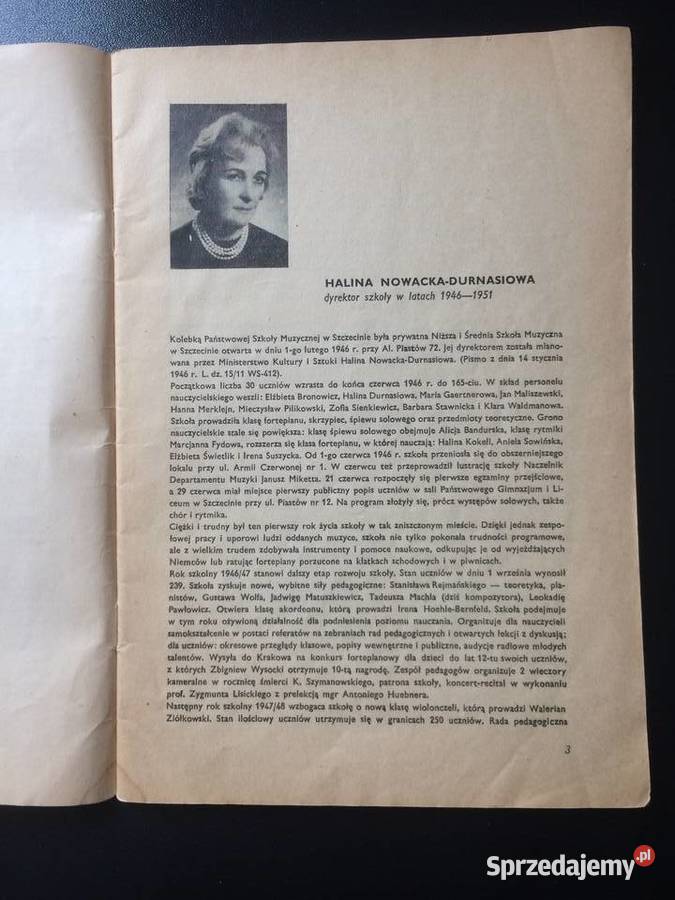 HALINA NOWACKA-DURNASIOWA
dyrektor szkoły w latach 1946—1951
Kolebką Państwowej Szkoły Muzycznej w Szczecinie była prywatna Niższa i Średnia Szkoła Muzyczna
w Szczecinie otwarta w dniu 1-go lutego 1946 r. przy Al. Piastów 72. Jej dyrektorem została miano-
wana przez Ministerstwo Kultury i Sztuki Halina Nowacka-Durnasiowa. (Pismo z dnia 14 stycznia
1946 r. L. dz. 15/11 WS-412).
Początkowa liczba 30 uczniów wzrasta do końca czerwca 1946 r. do 165-ciu. W skład personelu
nauczycielskiego weszli: Elżbieta Bronowicz, Halina Durnasiowa, Maria Gaertnerowa, Jan Maliszewski,
Hanna Merklejn, Mieczysław Pilikowski, Zofia Sienkiewicz, Barbara Stawnicka i Klara Waldmanowa.
Szkoła prowadziła klasę fortepianu, skrzypiec, śpiewu solowego oraz przedmioty teoretyczne. Grono
nauczycielskie stale się powiększa: klasę śpiewu solowego obejmuje Alicja Bandurska, klasę rytmiki
Marcjanna Fydowa, rozszerza się klasa fortepianu, w której nauczają: Halina Kokeli, Aniela Sowińska,
Elżbieta Świetlik i Irena Suszycka. Od 1-go czerwca 1946 r. szkoła przeniosła się do obszerniejszego
lokalu przy ul. Armii Czerwonej nr 1. W czerwcu też przeprowadził lustrację szkoły Naczelnik
Departamentu Muzyki Janusz Miketta. 21 czerwca rozpoczęły się pierwsze egzaminy przejściowe,
a 29 czerwca miał miejsce pierwszy publiczny popis uczniów w sali Państwowego Gimnazjum i Li-
ceum w Szczecinie przy ul. Piastów nr 12. Na program złożyły się, prócz występów solowych, także
chór i rytmika.
Ciężki i trudny był ten pierwszy rok życia szkoły w tak zniszczonym mieście. Dzięki jednak zespo-
łowej pracy i uporowi ludzi oddanych muzyce, szkoła nie tylko pokonała trudności programowe,
ale z wielkim trudem zdobywała instrumenty i pomoce naukowe, odkupując je od wyjeżdżających
Niemców lub ratując fortepiany porzucone na klatkach schodowych i w piwnicach.
Rok szkolny 1946/47 stanowi dalszy etap rozwoju szkoły. Stan uczniów w dniu 1 września wynosił
239. Szkoła zyskuje nowe, wybitne siły pedagogiczne: Stanisława Rejmańskiego — teoretyka, pia-
nistów, Gustawa Wolfa, Jadwigę Matuszkiewicz, Tadeusza Machla (dziś kompozytora), Leokadię
Pawłowicz. Otwiera klasę akordeonu, którą prowadzi Irena Hoehle-Bernfeld. Szkoła podejmuje
w tym roku ożywioną działalność dla podniesienia poziomu nauczania. Organizuje dla nauczycieli
samokształcenie w postaci referatów na zebraniach rad pedagogicznych i otwartych lekcji z dyskusją;
dla uczniów: okresowe przeglądy klasowe, popisy wewnętrzne i publiczne, audycje radiowe młodych
talentów. Wysyła do Krakowa na konkurs fortepianowy dla dzieci do lat 12-tu swoich uczniów,
z których Zbigniew Wysocki otrzymuje 10-tą nagrodę. Zespół pedagogów organizuje 2 wieczory
kameralne w rocznicę śmierci K. Szymanowskiego, patrona szkoły, koncert-recital w wykonaniu
prof. Zygmunta Lisickiego z prelekcją mgr Antoniego Huebnera.
Następny rok szkolny 1947/48 wzbogaca szkołę o nową klasę wiolonczeli, którą prowadzi Walerian
Ziółkowski. Stan ilościowy uczniów utrzymuje się w granicach 250 uczniów. Rada pedagogiczna
3
Sprzedajemy.pl